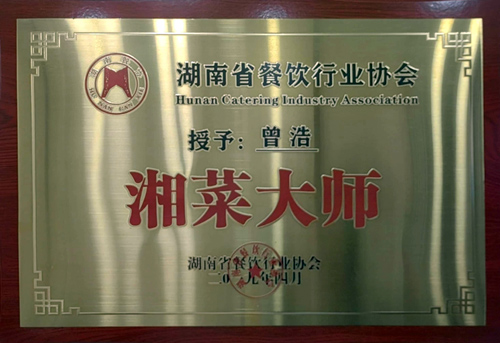 湖南省餐饮行业协会
Hunan Catering Industry Association
授予：曾浩
湘菜大师
湖南省餐饮行业协会
二〇一九年四月